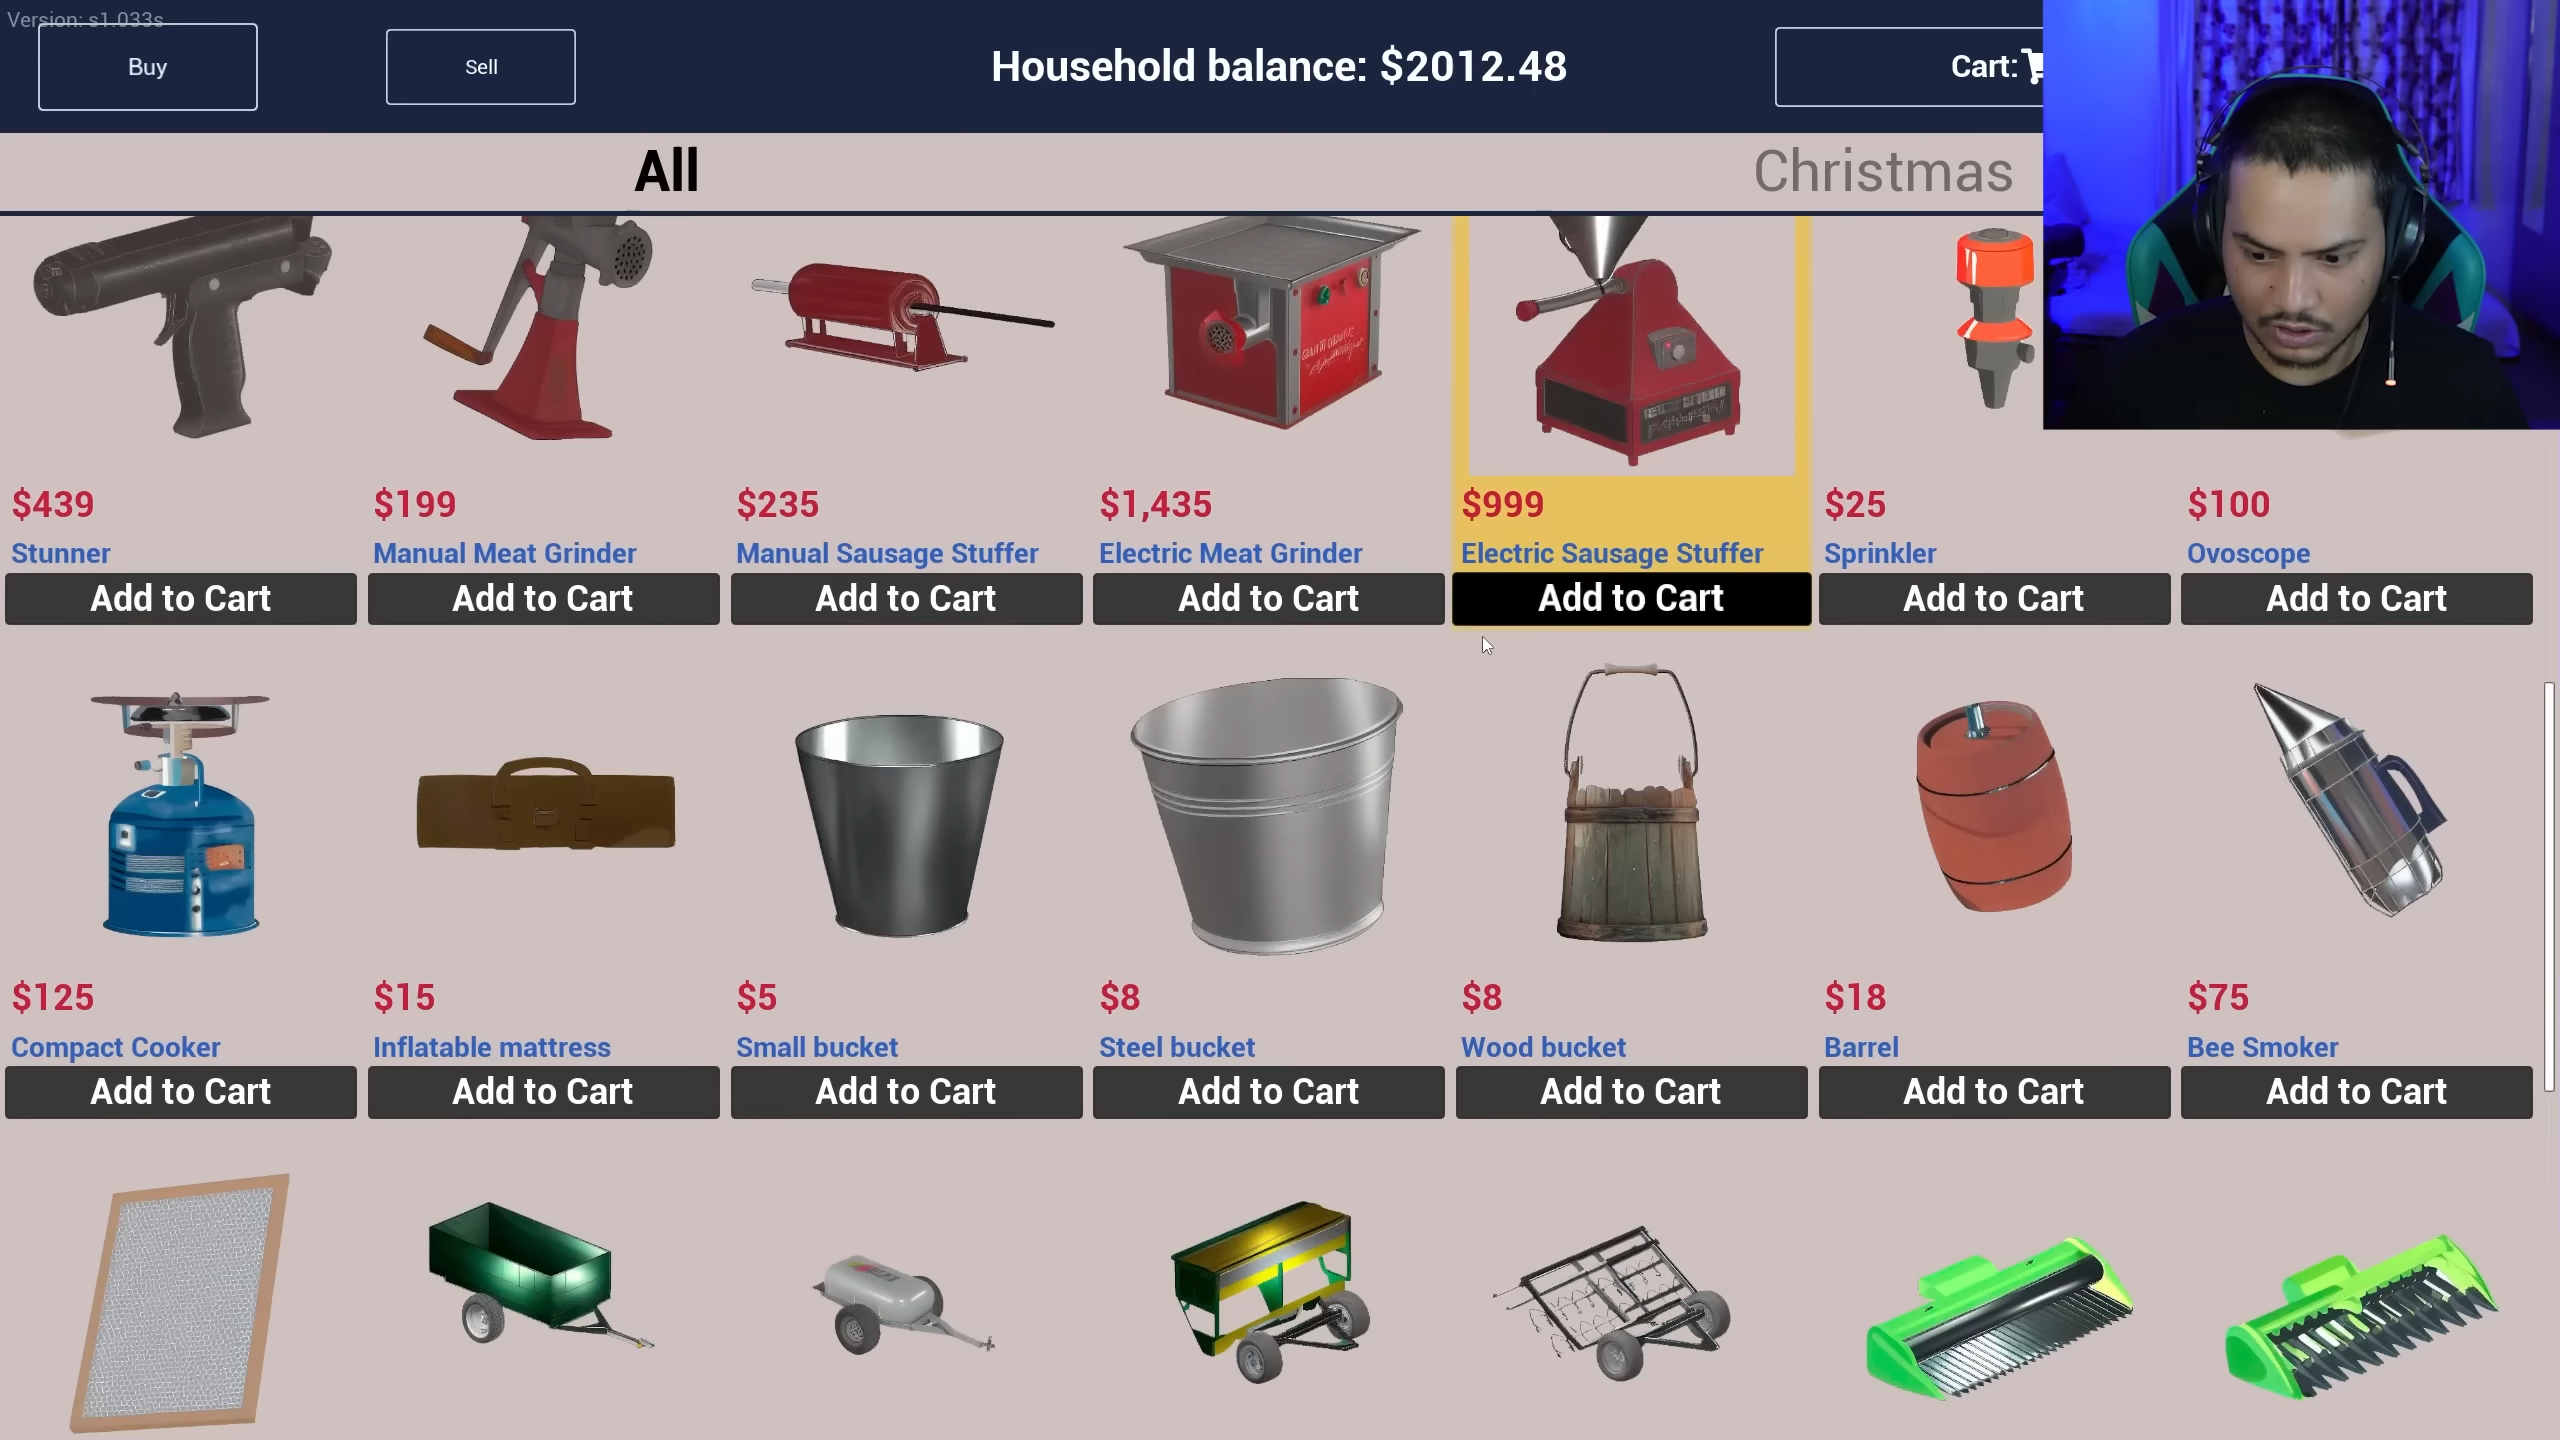 Version: s1.033s
Buy
Sell
Household balance: $2012.48
Cart:
All
Christmas
$439
$199
$235
$1,435
$999
$25
$100
Stunner
Manual Meat Grinder
Manual Sausage Stuffer
Electric Meat Grinder
Electric Sausage Stuffer
Sprinkler
Ovoscope
Add to Cart
Add to Cart
Add to Cart
Add to Cart
Add to Cart
Add to Cart
Add to Cart
$125
$15
$5
$8
$8
$18
$75
Compact Cooker
Inflatable mattress
Small bucket
Steel bucket
Wood bucket
Barrel
Bee Smoker
Add to Cart
Add to Cart
Add to Cart
Add to Cart
Add to Cart
Add to Cart
Add to Cart